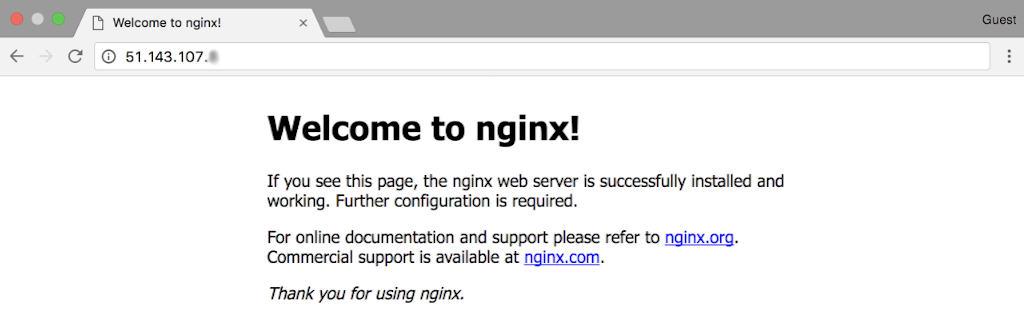 Welcome to nginx!
Guest
51.143.107.
Welcome to nginx!
If you see this page, the nginx web server is successfully installed and
working. Further configuration is required.
For online documentation and support please refer to nginx.org.
Commercial support is available at nginx.com.
Thank you for using nginx.